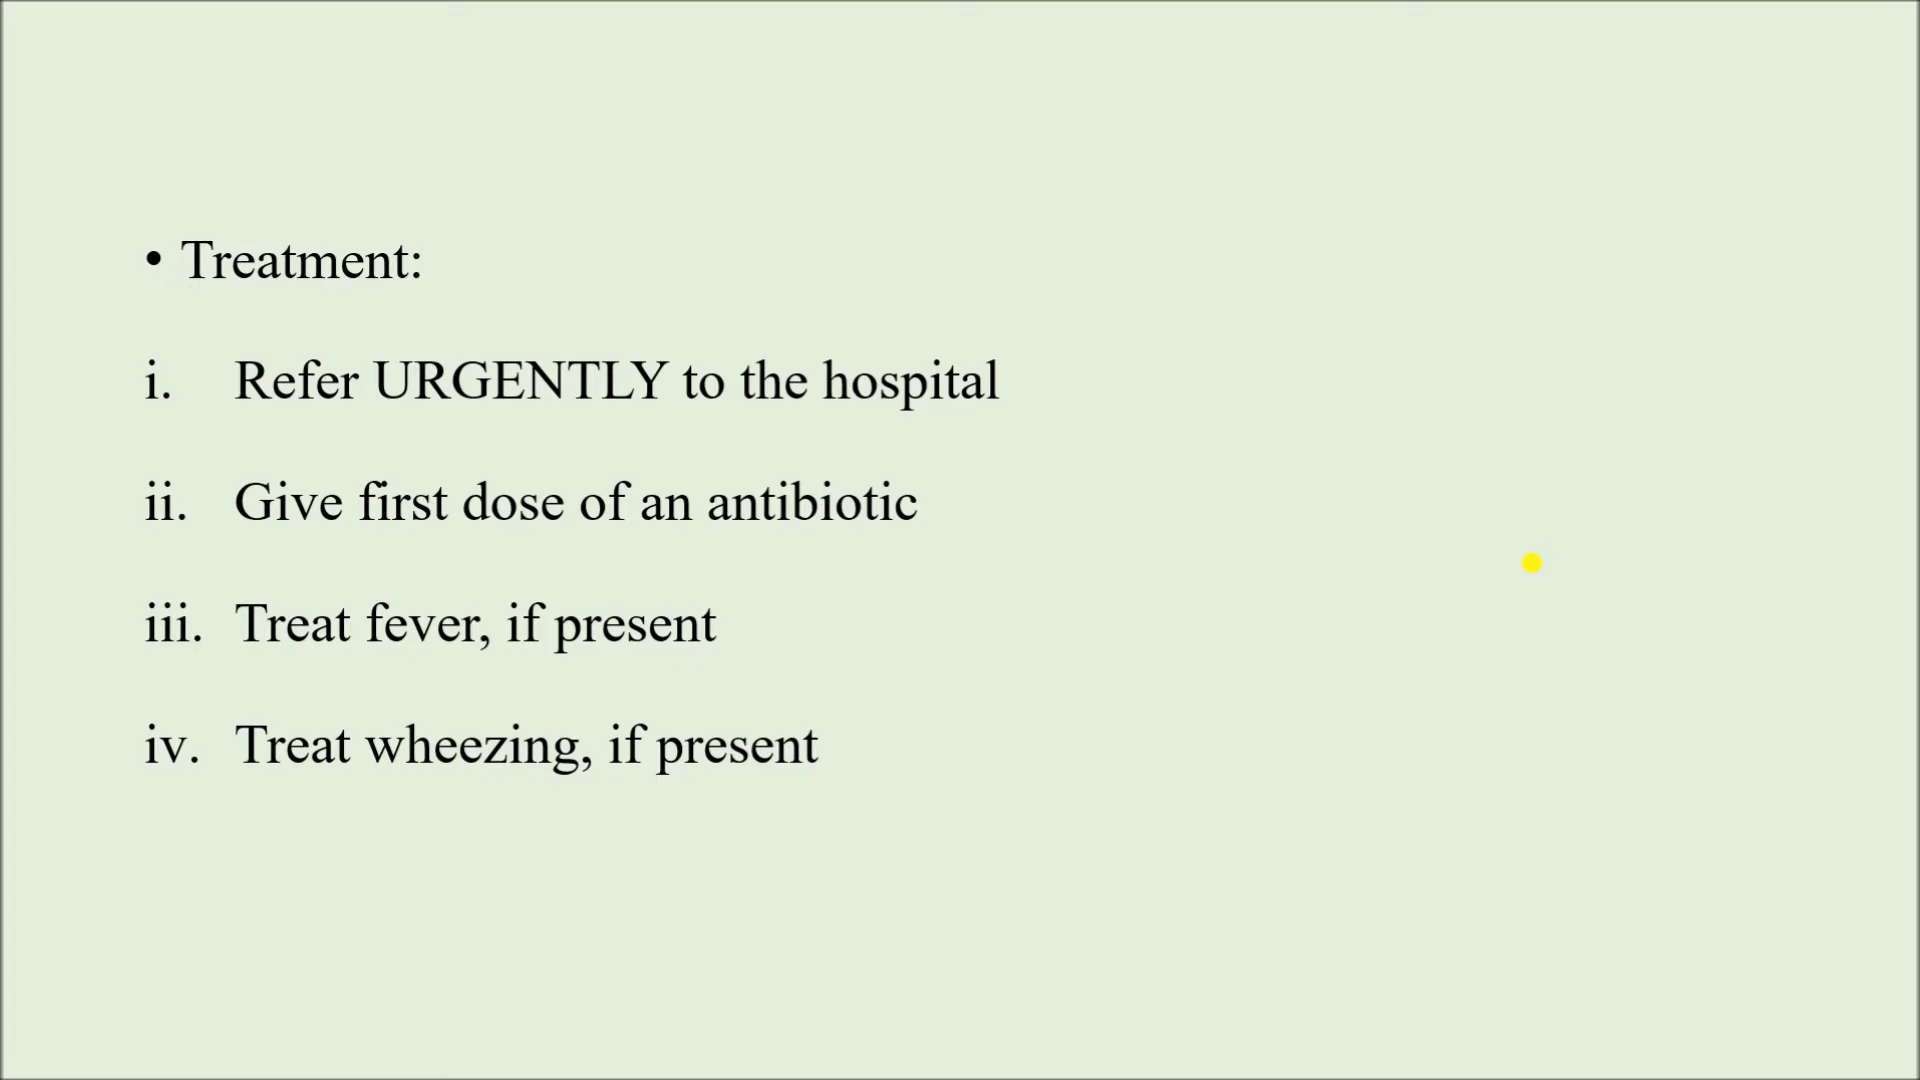 • Treatment:
i. Refer URGENTLY to the hospital
ii. Give first dose of an antibiotic
iii. Treat fever, if present
iv. Treat wheezing, if present